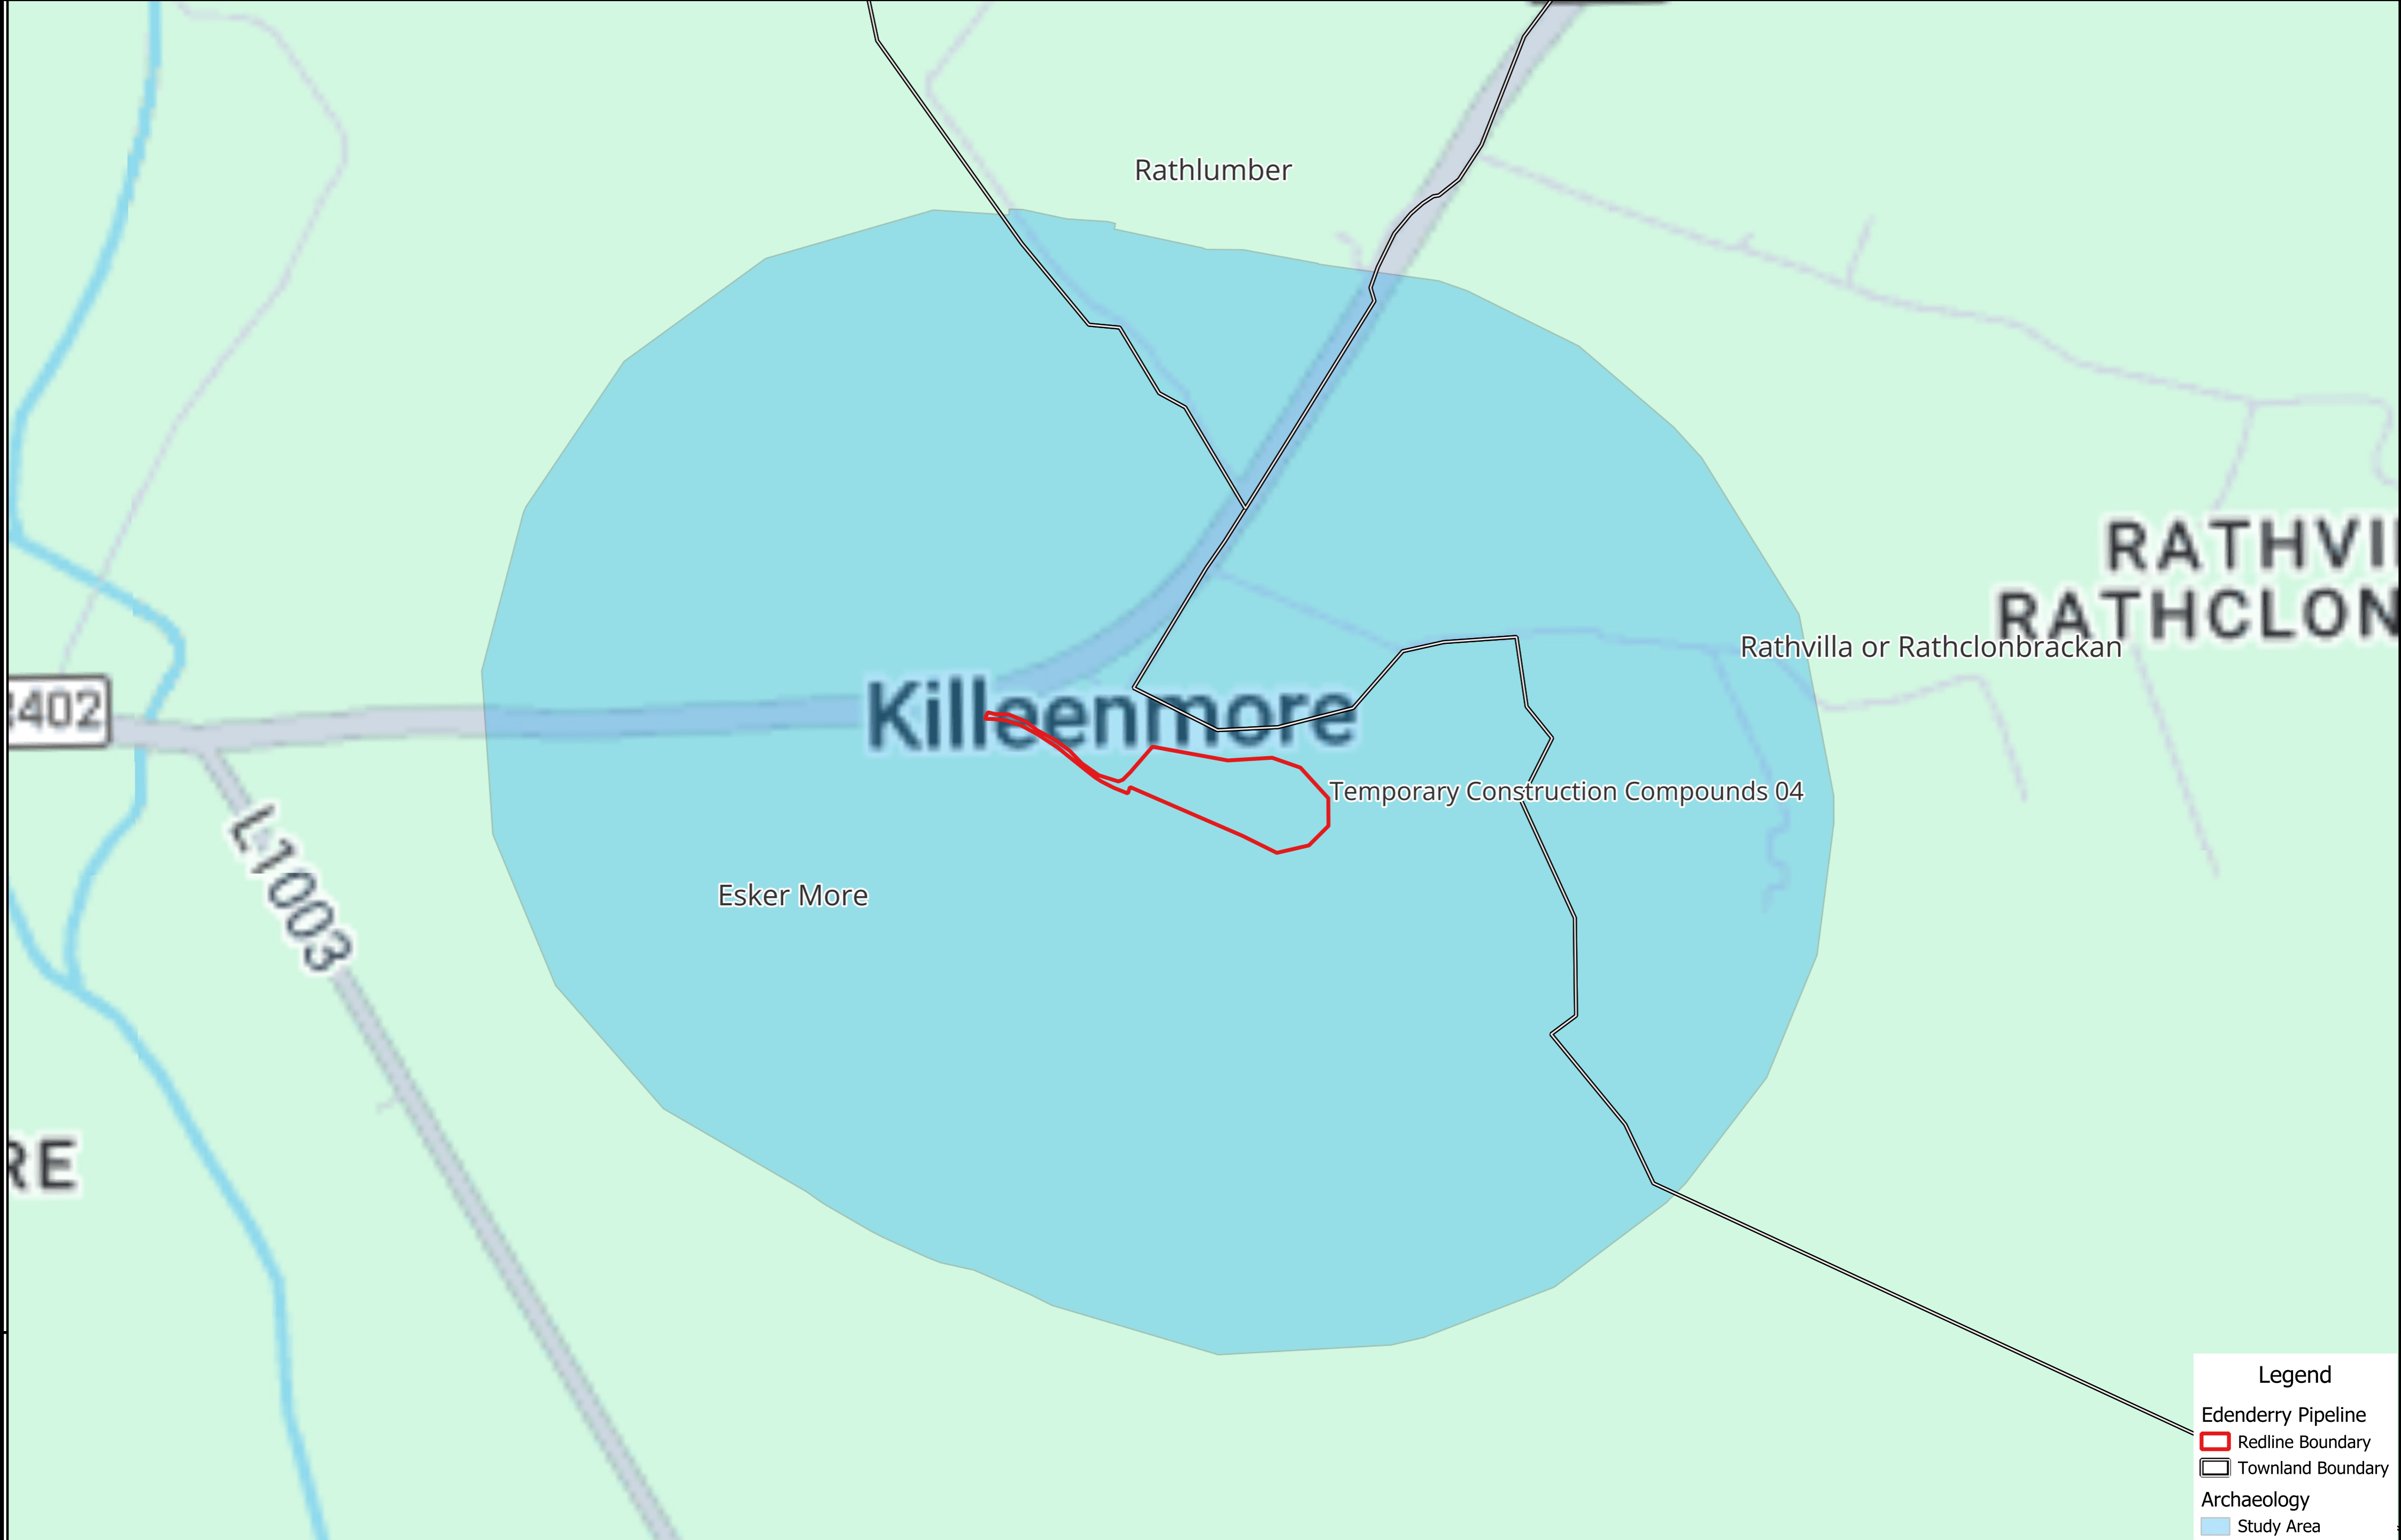 Rathlumber
RATHVI
RATHCLON
Rathvilla or Rathclonbrackan
402
Killeenmore
Temporary Construction Compounds 04
L1003
Esker More
RE
Legend
Edenderry Pipeline
Redline Boundary
Townland Boundary
Archaeology
Study Area